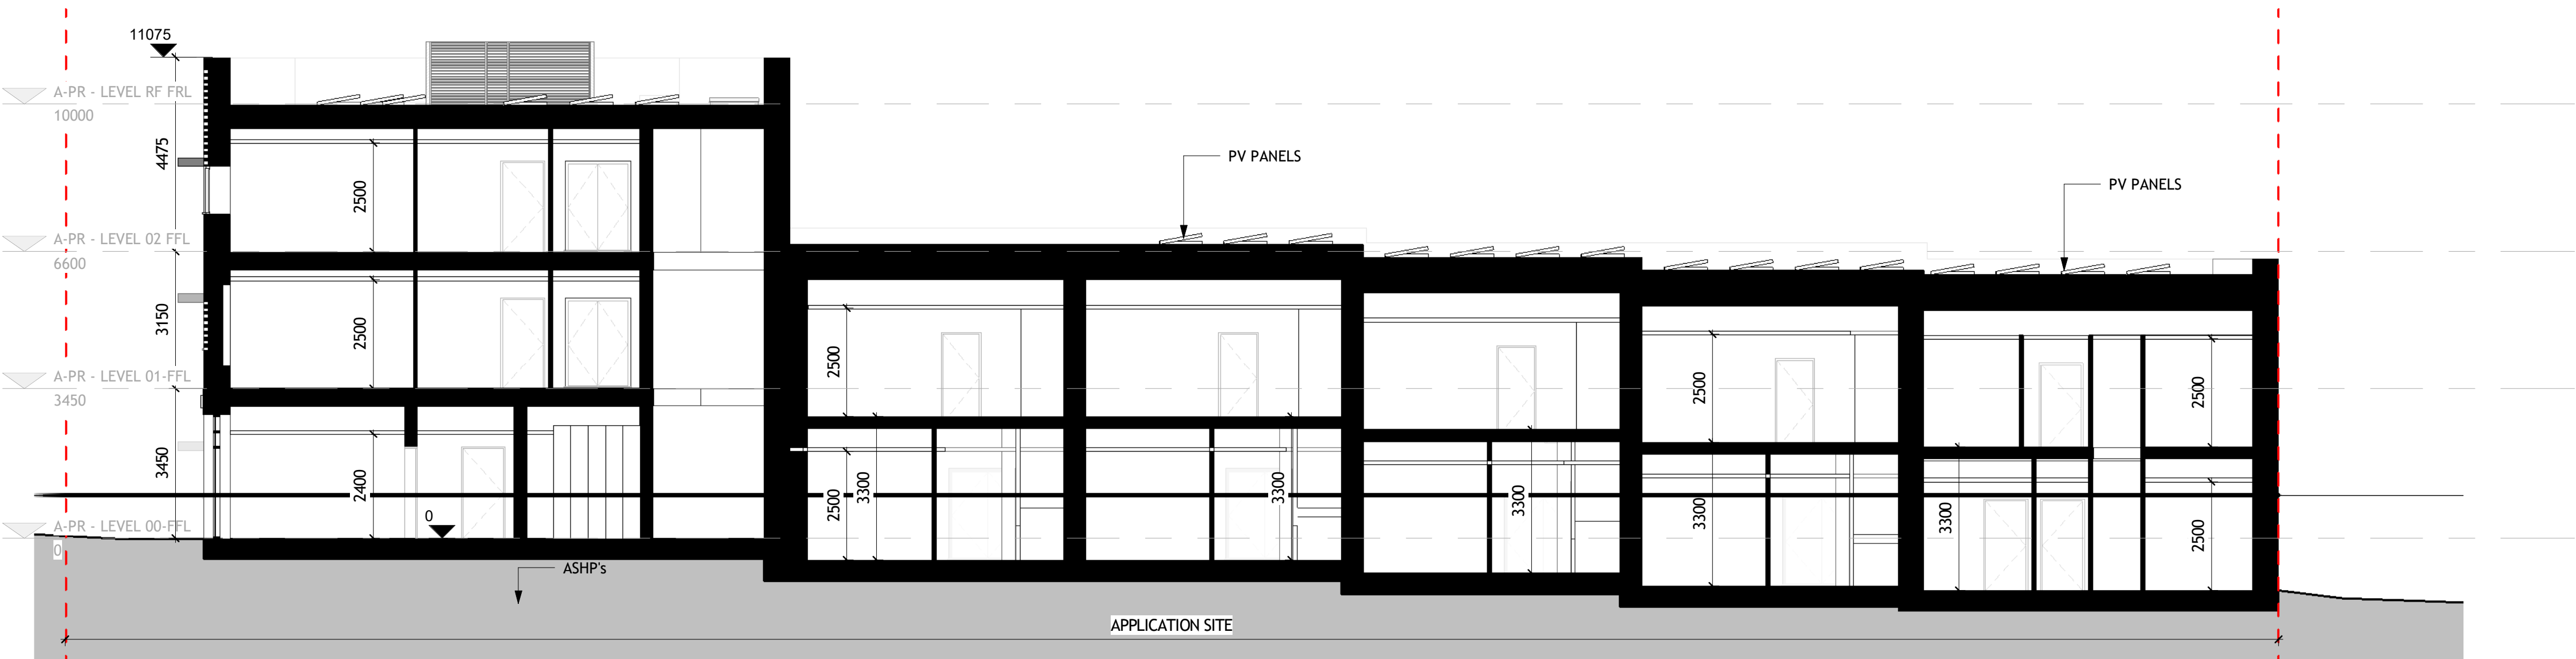 11075
A-PR - LEVEL RF FRL
10000
4475
2500
PV PANELS
PV PANELS
A-PR - LEVEL 02 FFL
6600
3150
2500
2500
2500
2500
A-PR - LEVEL 01-FFL
3450
3450
2400
2500
3300
3300
3300
3300
3300
2500
0
A-PR - LEVEL 00-FFL
0
ASHP's
APPLICATION SITE